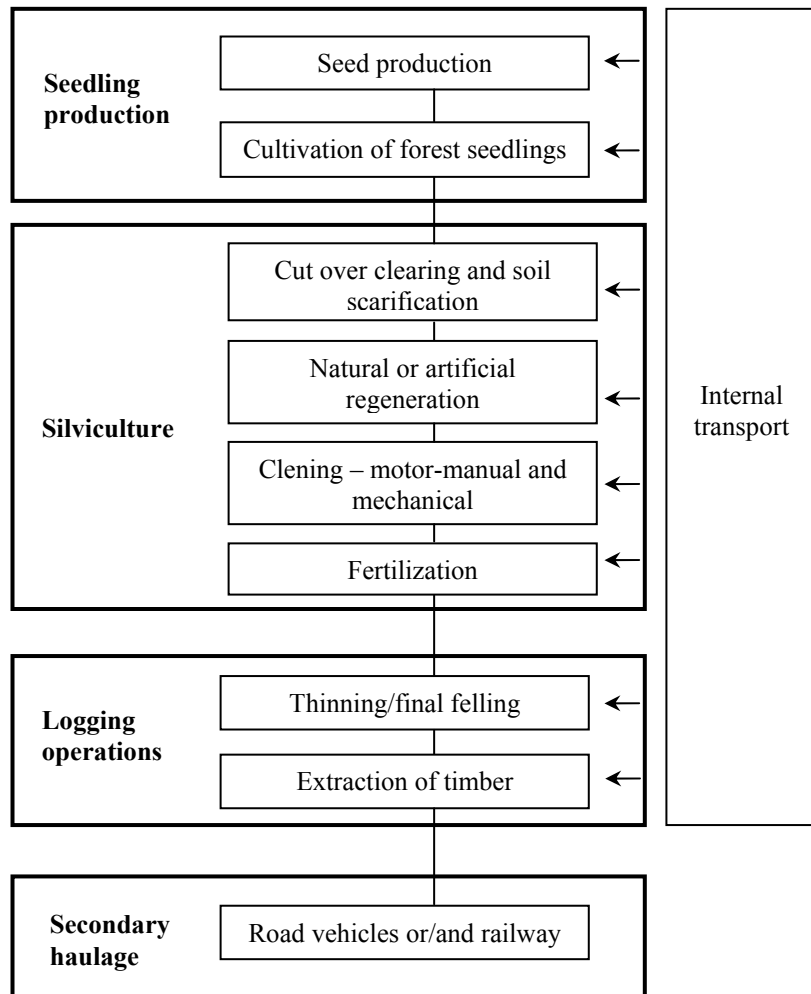 Seedling
production
Seed production
Cultivation of forest seedlings
Silviculture
Cut over clearing and soil
scarification
Natural or artificial
regeneration
Clening – motor-manual and
mechanical
Fertilization
Logging
operations
Thinning/final felling
Extraction of timber
Secondary
haulage
Road vehicles or/and railway
Internal
transport